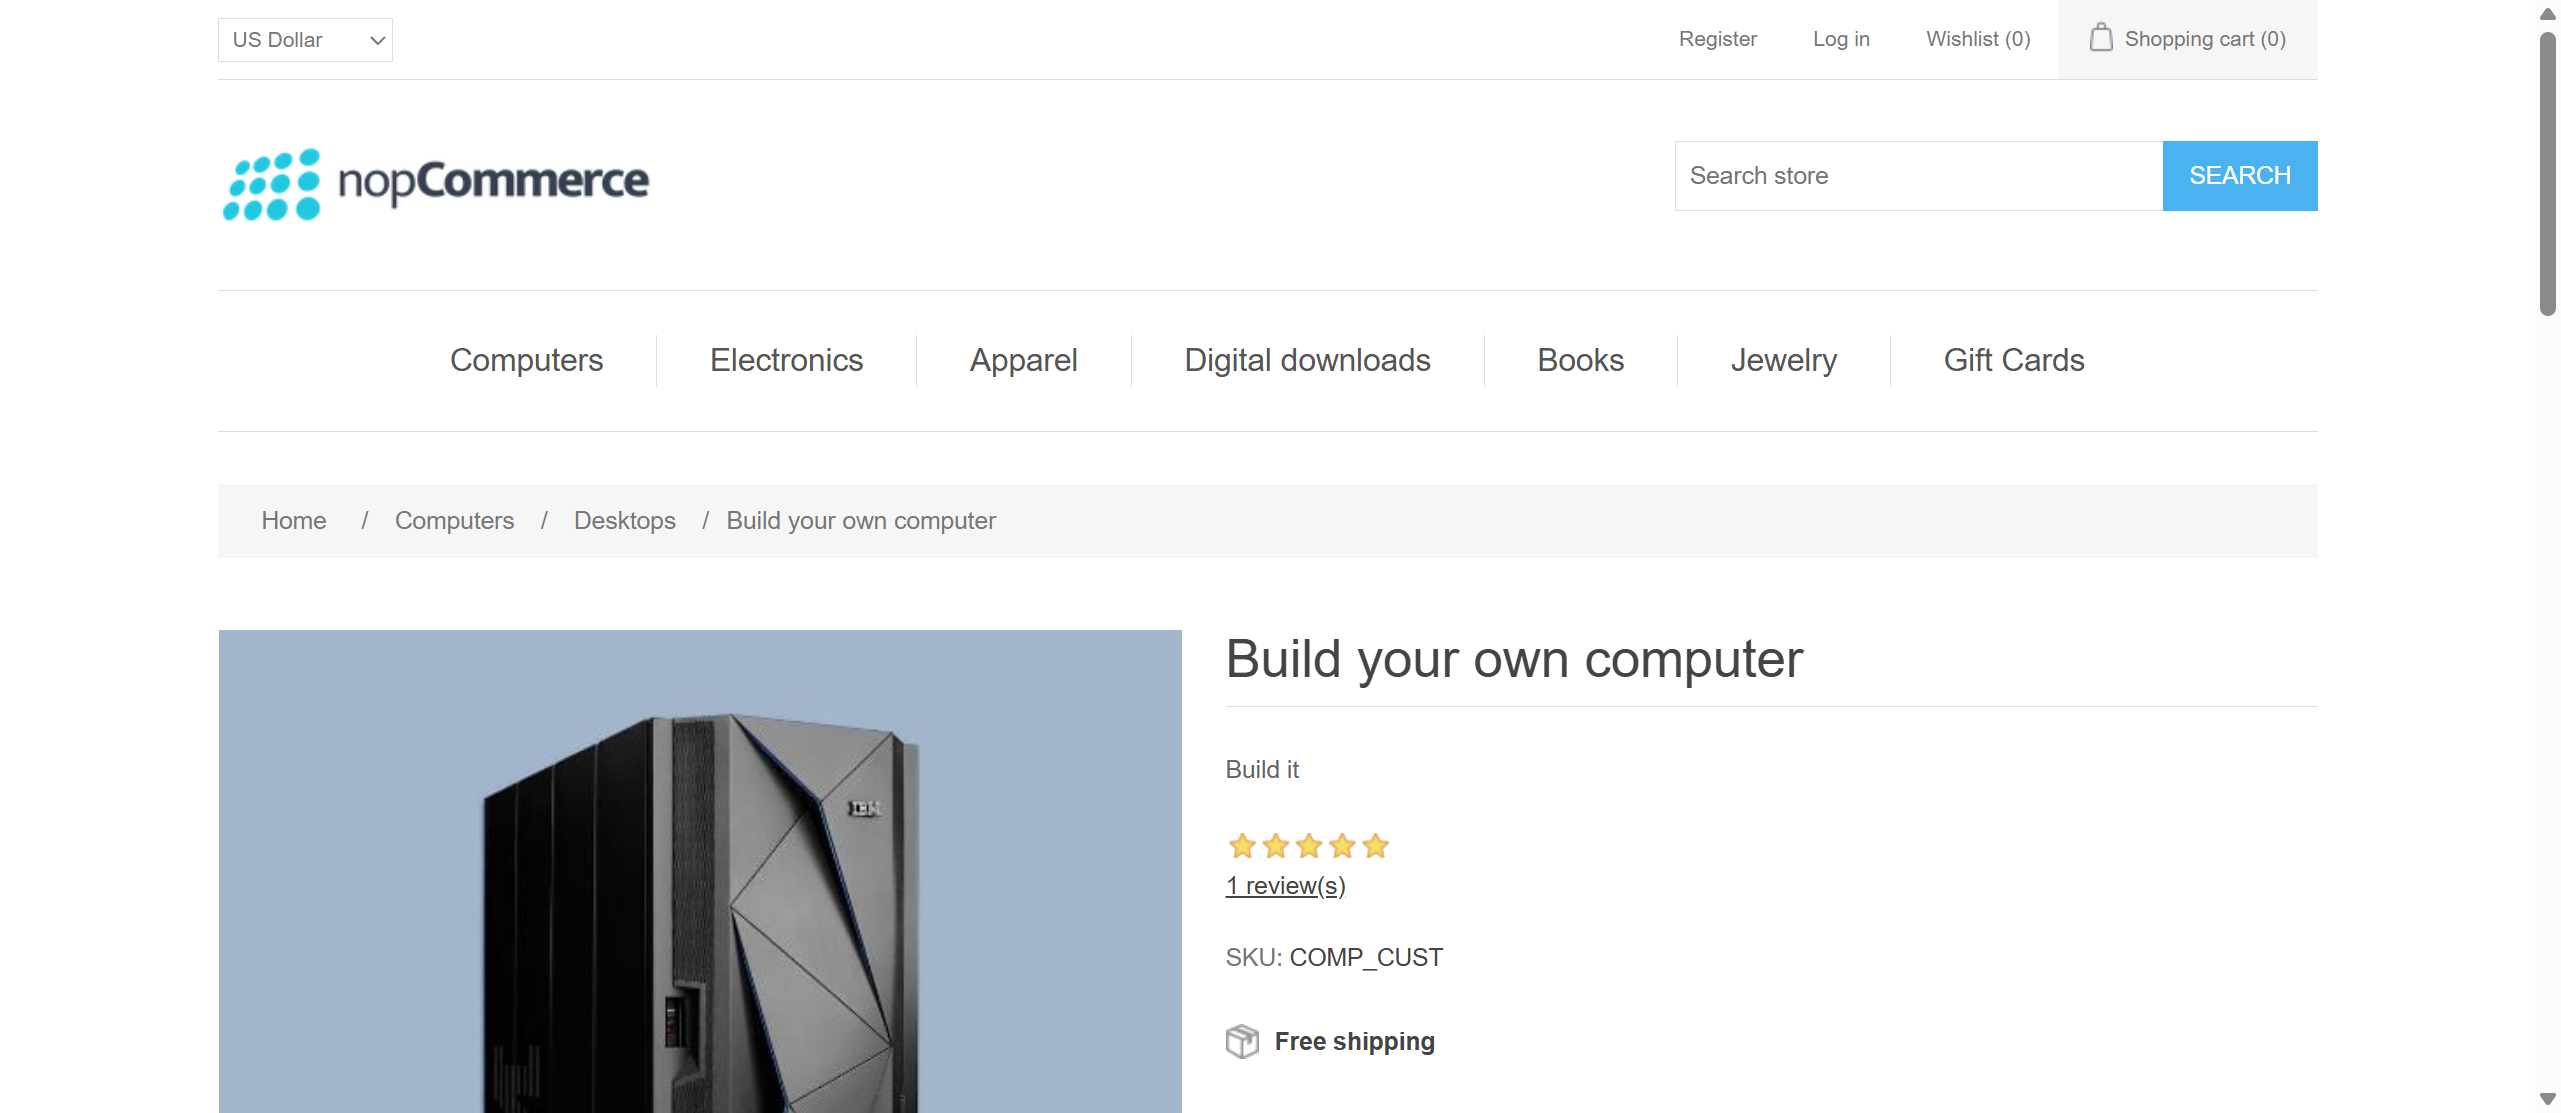 US Dollar
Register
Log in
Wishlist (0)
Shopping cart (0)
nopCommerce
Search store
SEARCH
Computers
Electronics
Apparel
Digital downloads
Books
Jewelry
Gift Cards
Home / Computers / Desktops / Build your own computer
Build your own computer
IBM
Build it
1 review(s)
SKU: COMP_CUST
Free shipping